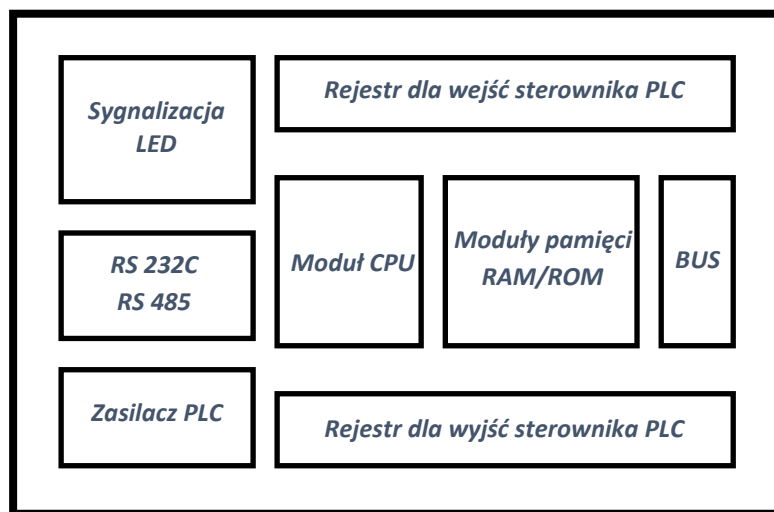 Sygnalizacja
LED
Rejestr dla wejść sterownika PLC
RS 232C
RS 485
Moduł CPU
Moduły pamięci
RAM/ROM
BUS
Zasilacz PLC
Rejestr dla wyjść sterownika PLC